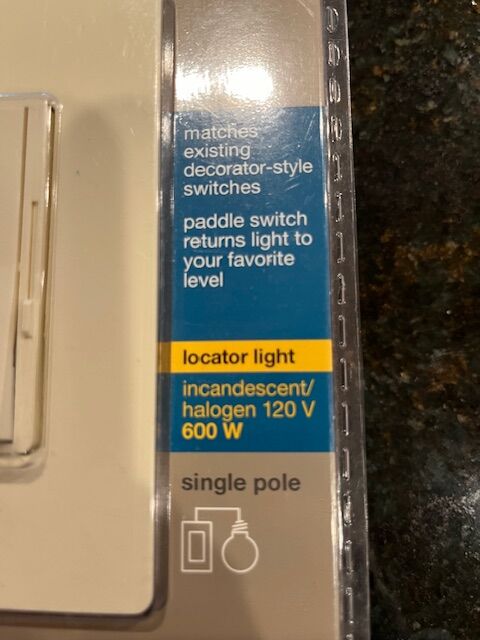 matches
existing
decorator-style
switches
paddle switch
returns light to
your favorite
level
locator light
incandescent/
halogen 120 V
600 W
single pole